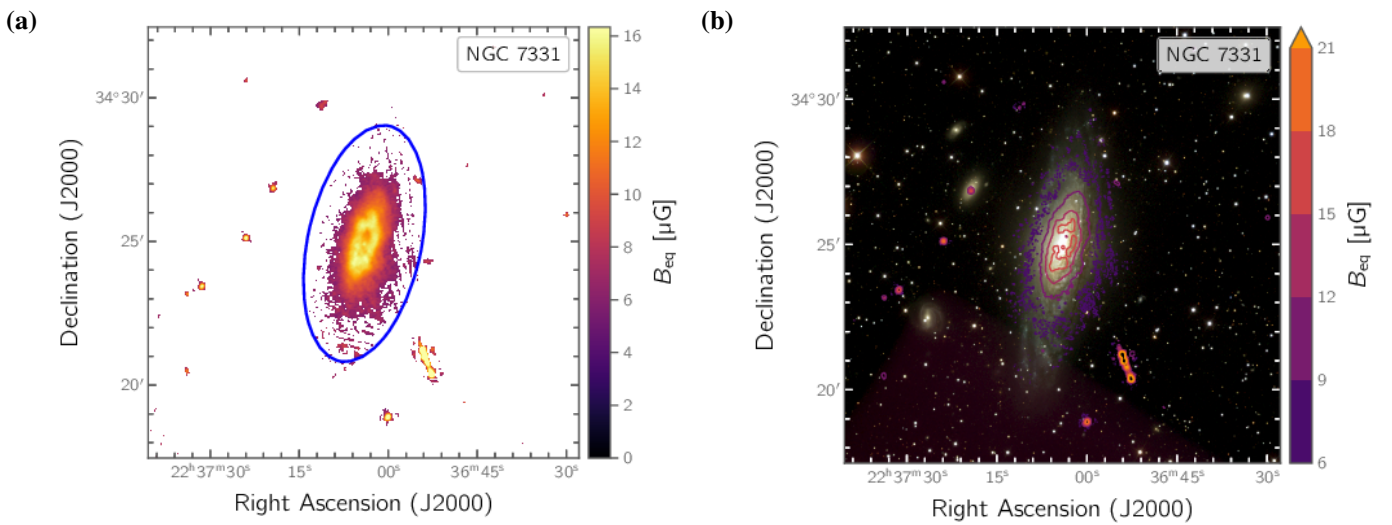 (a)
NGC 7331
34°30′
25′
20′
Declination (J2000)
22ʰ37ᵐ30ˢ
15ˢ
00ˢ
36ᵐ45ˢ
30ˢ
Right Ascension (J2000)
16
14
12
10
8
6
4
2
0
B_eq [μG]
(b)
NGC 7331
34°30′
25′
20′
Declination (J2000)
22ʰ37ᵐ30ˢ
15ˢ
00ˢ
36ᵐ45ˢ
30ˢ
Right Ascension (J2000)
21
18
15
12
9
6
B_eq [μG]